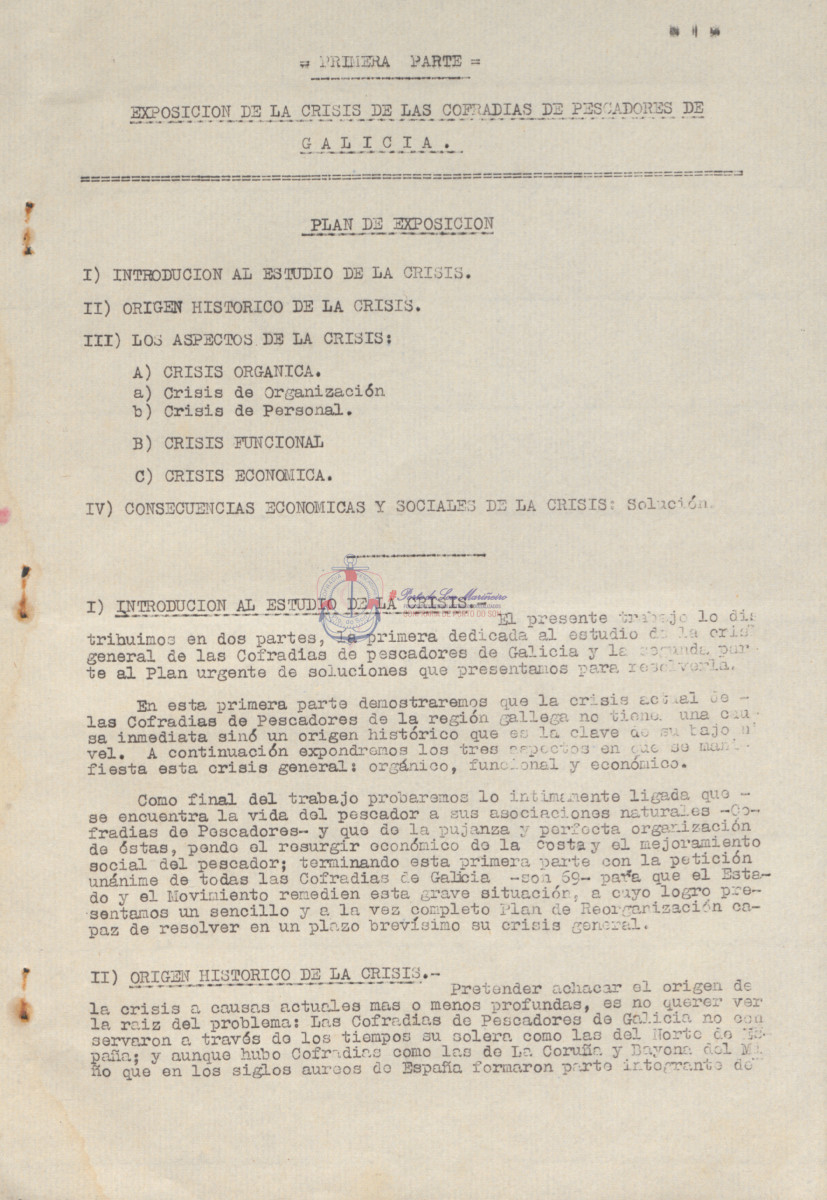 = PRIMERA PARTE =
EXPOSICION DE LA CRISIS DE LAS COFRADIAS DE PESCADORES DE
G A L I C I A .
PLAN DE EXPOSICION
I) INTRODUCION AL ESTUDIO DE LA CRISIS.
II) ORIGEN HISTORICO DE LA CRISIS.
III) LOS ASPECTOS DE LA CRISIS:
A) CRISIS ORGANICA.
a) Crisis de Organización
b) Crisis de Personal.
B) CRISIS FUNCIONAL
C) CRISIS ECONOMICA.
IV) CONSECUENCIAS ECONOMICAS Y SOCIALES DE LA CRISIS: Solución.
Portal do Lar Mariñeiro
I) INTRODUCION AL ESTUDIO DE LA CRISIS.-
El presente trabajo lo dis
tribuimos en dos partes, la primera dedicada al estudio de la cris
general de las Cofradias de pescadores de Galicia y la segunda par-
te al Plan urgente de soluciones que presentamos para resolverla.
En esta primera parte demostraremos que la crisis actual de -
las Cofradias de Pescadores de la región gallega no tiene una cau-
sa inmediata sinó un origen histórico que es la clave de su bajo ni
vel. A continuación expondremos los tres aspectos en que se mani-
fiesta esta crisis general: orgánico, funcional y económico.
Como final del trabajo probaremos lo intimamente ligada que -
se encuentra la vida del pescador a sus asociaciones naturales -Co-
fradias de Pescadores- y que de la pujanza y perfecta organización
de éstas, pende el resurgir económico de la costa y el mejoramiento
social del pescador; terminando esta primera parte con la petición
unánime de todas las Cofradias de Galicia -son 69- para que el Esta-
do y el Movimiento remedien esta grave situación, a cuyo logro pre-
sentamos un sencillo y a la vez completo Plan de Reorganización ca-
paz de resolver en un plazo brevísimo su crisis general.
II) ORIGEN HISTORICO DE LA CRISIS.-
Pretender achacar el origen de
la crisis a causas actuales mas o menos profundas, es no querer ver
la raiz del problema: Las Cofradias de Pescadores de Galicia no con
servaron a través de los tiempos su solera como las del Norte de Es-
paña; y aunque hubo Cofradias como las de La Coruña y Bayona del Mi
ño que en los siglos aureos de España formaron parte integrante de